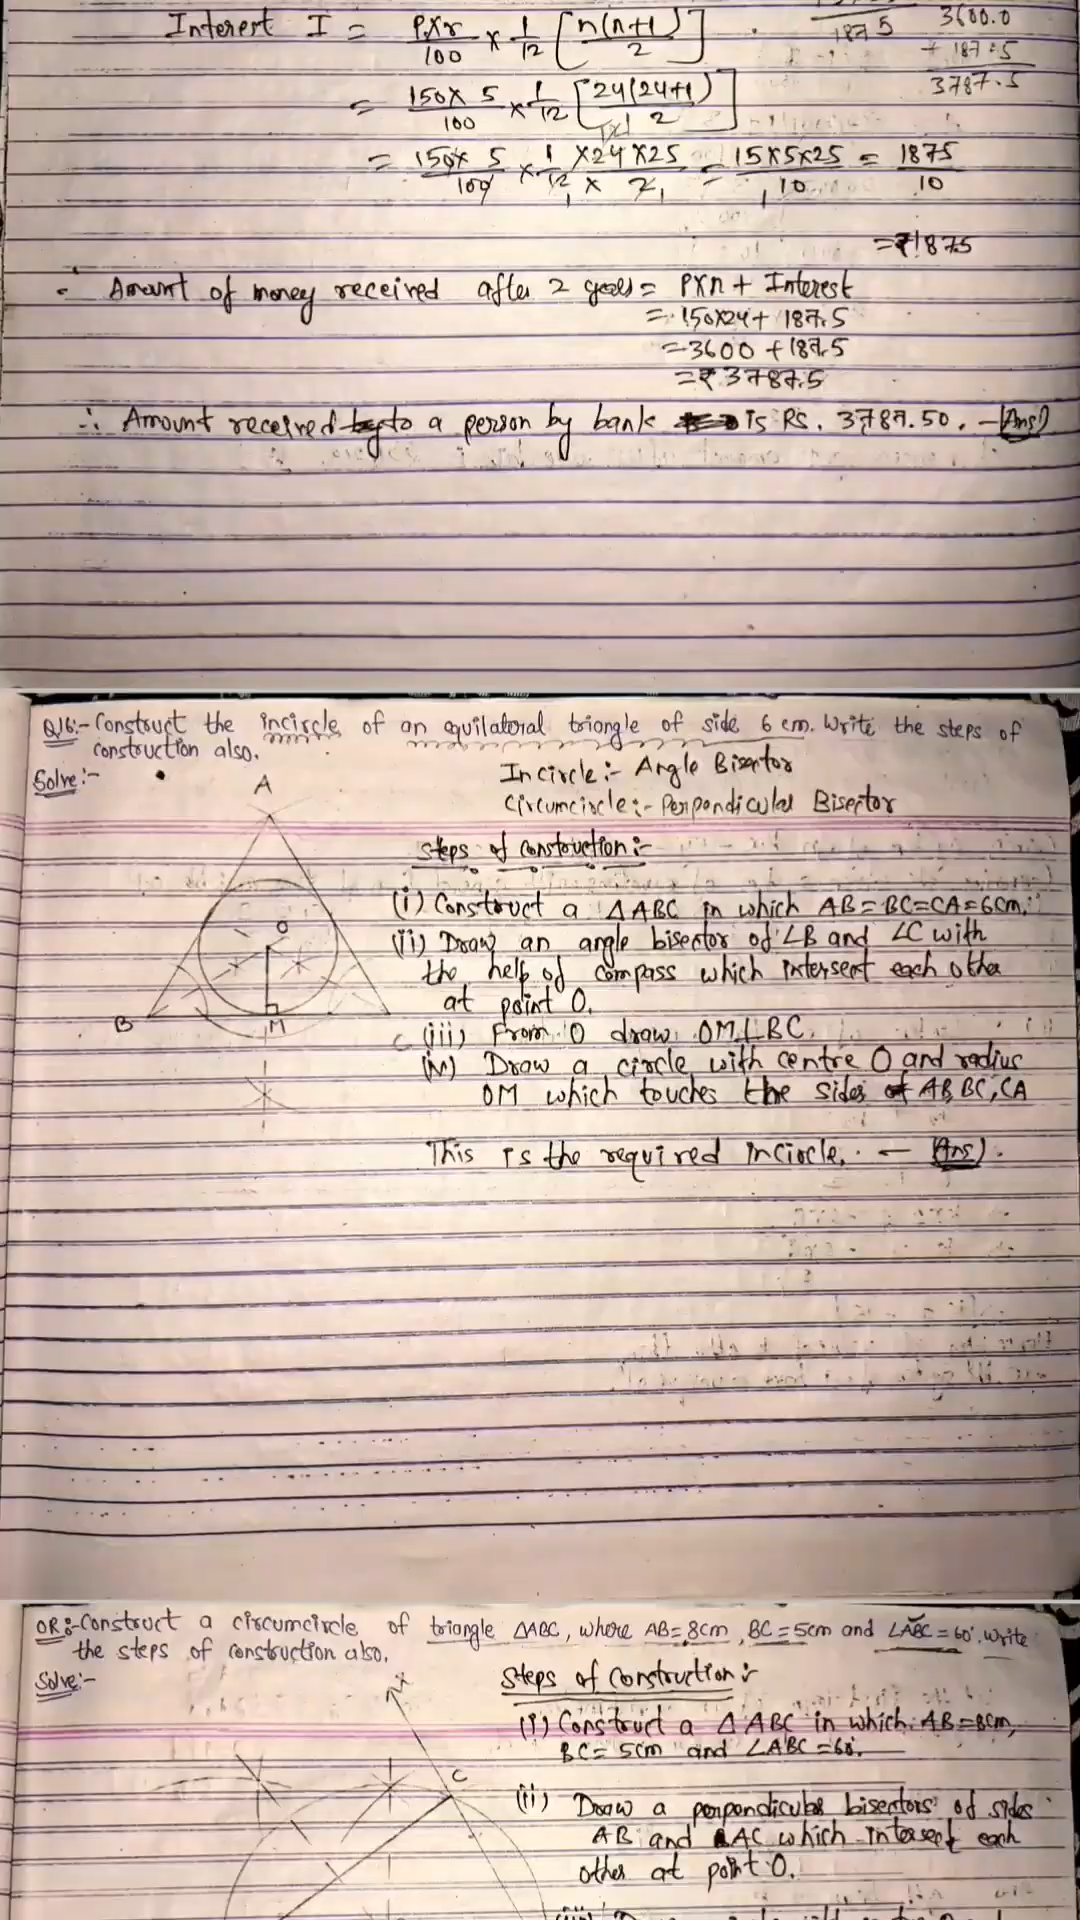 Interest I = P×r/100 × 1/12 [n(n+1)/2]
1875
3600.0
+ 187.5
3787.5
= 150×5/100 × 1/12 [24(24+1)/2]
= 150×5/100 × 1/12 × 24×25/2 = 15×5×25/10 = 1875/10
= ₹187.5
Amount of money received after 2 years = P×n + Interest
= 150×24 + 187.5
= 3600 + 187.5
= ₹3787.5
∴ Amount received to a person by bank is RS. 3787.50. - (Ans)
Q16:- Construct the incircle of an equilateral triangle of side 6 cm. Write the steps of
construction also.
Solve:-
Incircle:- Angle Bisector
Circumcircle:- Perpendicular Bisector
A
Steps of construction:-
(i) Construct a ΔABC in which AB=BC=CA=6cm.
(ii) Draw an angle bisector of ∠B and ∠C with
the help of compass which intersect each other
at point O.
O
B
M
C
(iii) From O draw OM⊥BC.
(iv) Draw a circle with centre O and radius
OM which touches the sides of AB, BC, CA
This is the required incircle. - (Ans).
OR:- Construct a circumcircle of triangle ΔABC, where AB=8cm, BC=5cm and ∠ABC=60°. Write
the steps of construction also.
Solve:-
Steps of construction:-
X
(i) Construct a ΔABC in which AB=8cm,
BC=5cm and ∠ABC=60°.
C
(ii) Draw a perpendicular bisectors of sides
AB and AC which intersect each
other at point O.